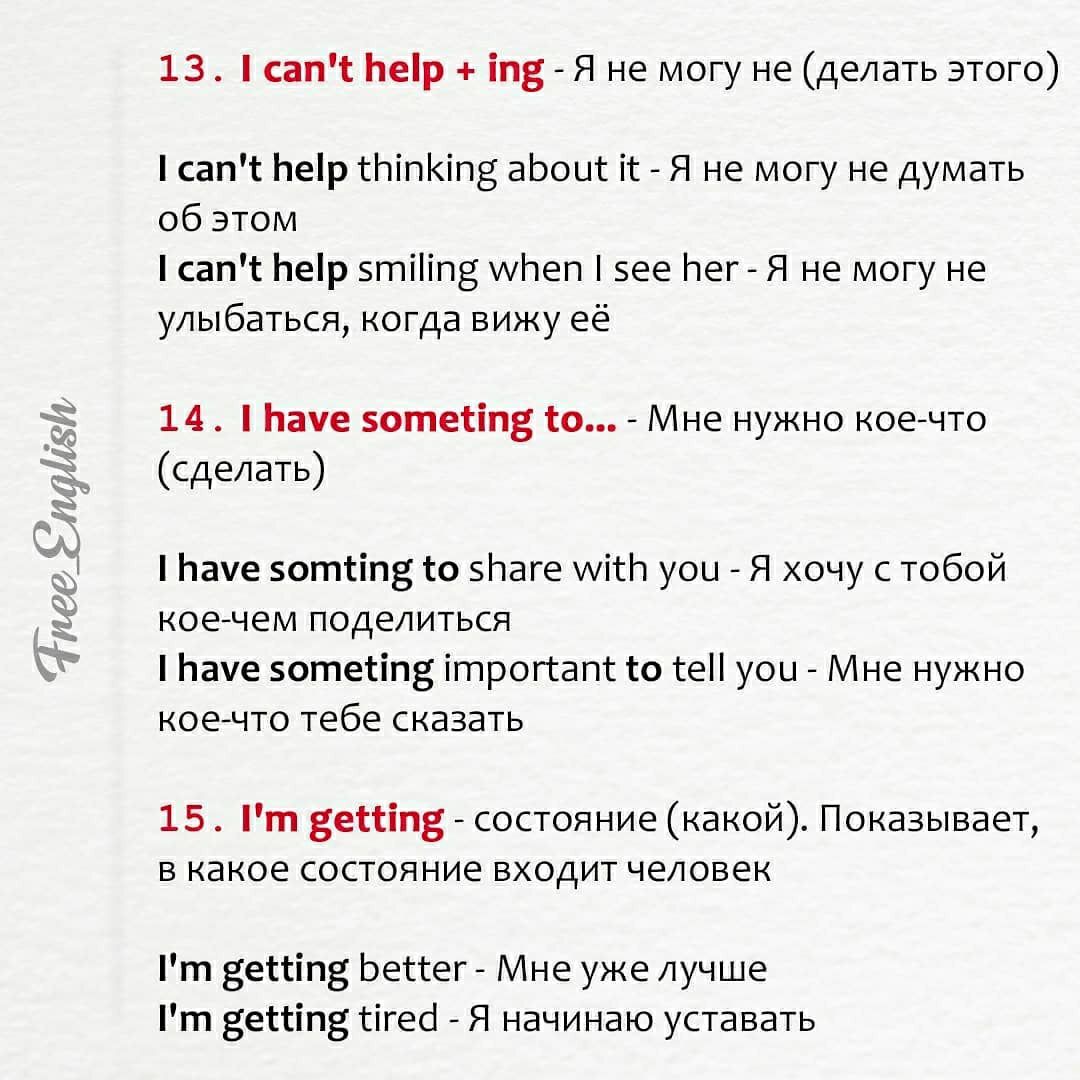 13. I can't help + ing - Я не могу не (делать этого)
I can't help thinking about it - Я не могу не думать
об этом
I can't help smiling when I see her - Я не могу не
улыбаться, когда вижу её
14. I have someting to... - Мне нужно кое-что
(сделать)
I have somting to share with you - Я хочу с тобой
кое-чем поделиться
I have someting important to tell you - Мне нужно
кое-что тебе сказать
15. I'm getting - состояние (какой). Показывает,
в какое состояние входит человек
I'm getting better - Мне уже лучше
I'm getting tired - Я начинаю уставать
Free_English